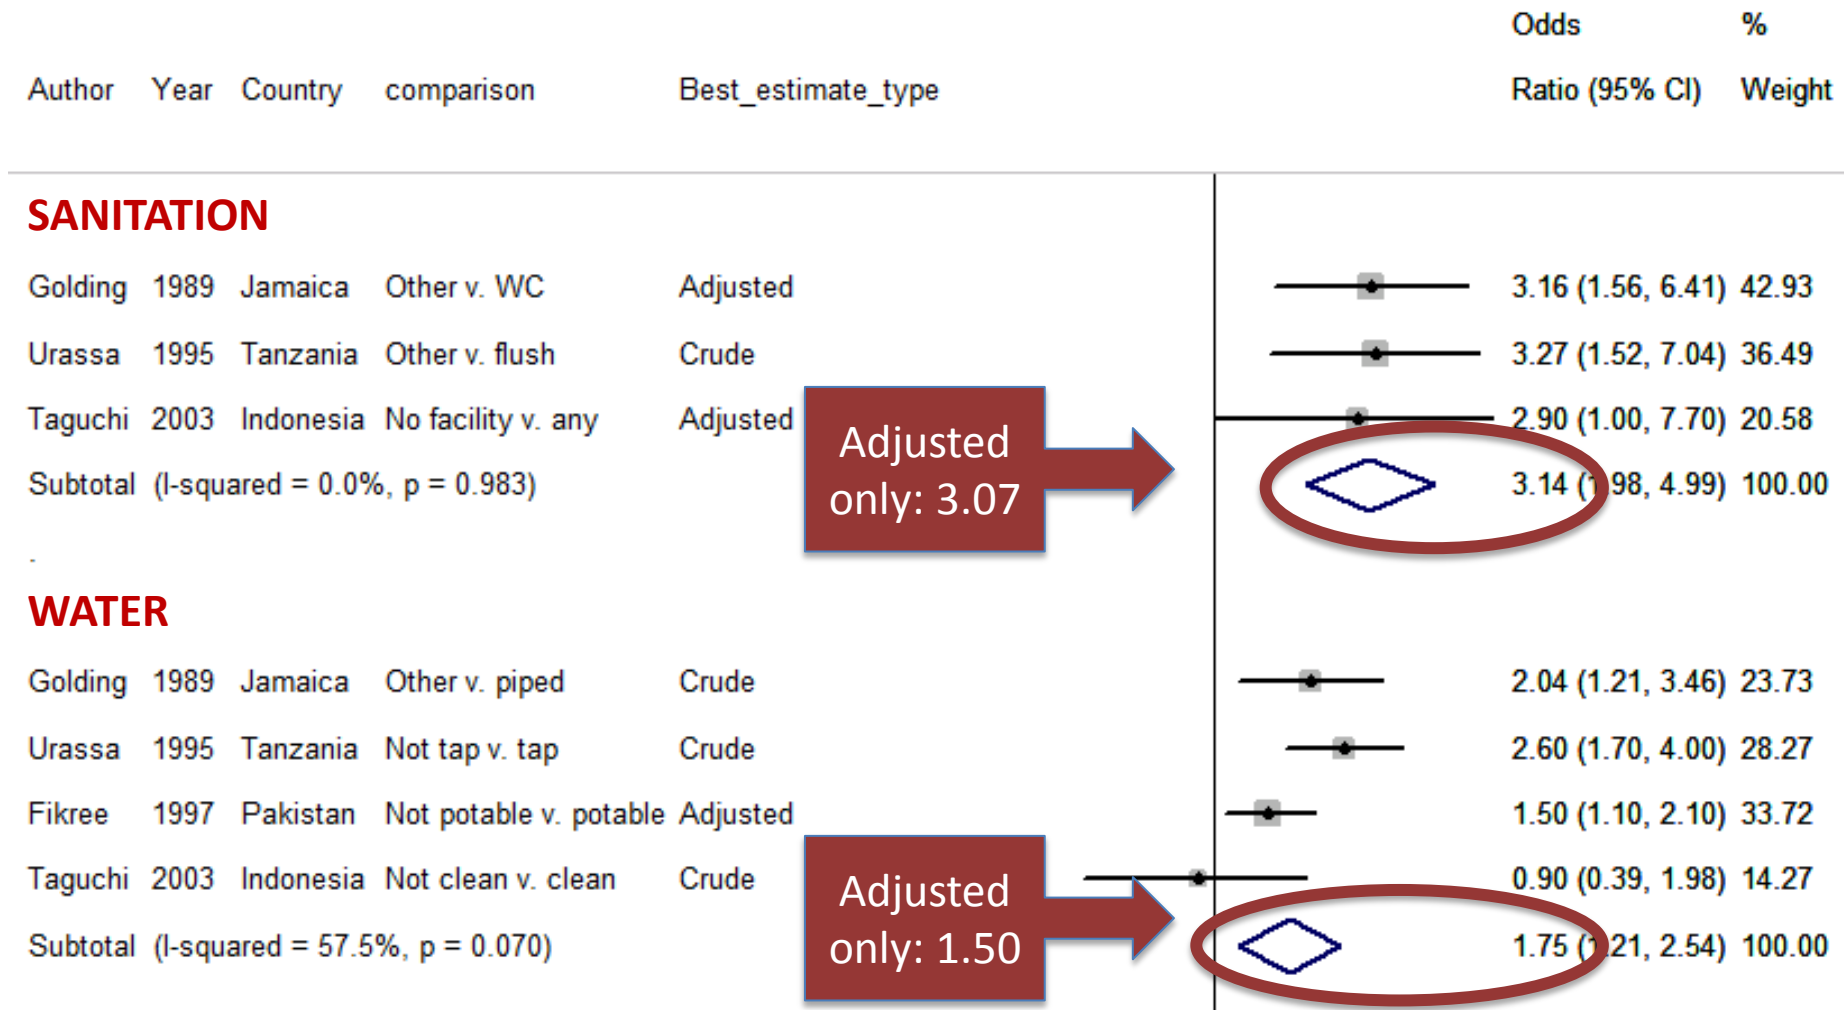 Odds %
Author Year Country comparison Best_estimate_type Ratio (95% CI) Weight
SANITATION
Golding 1989 Jamaica Other v. WC Adjusted 3.16 (1.56, 6.41) 42.93
Urassa 1995 Tanzania Other v. flush Crude 3.27 (1.52, 7.04) 36.49
Taguchi 2003 Indonesia No facility v. any Adjusted 2.90 (1.00, 7.70) 20.58
Adjusted
only: 3.07
Subtotal (I-squared = 0.0%, p = 0.983) 3.14 (1.98, 4.99) 100.00
.
WATER
Golding 1989 Jamaica Other v. piped Crude 2.04 (1.21, 3.46) 23.73
Urassa 1995 Tanzania Not tap v. tap Crude 2.60 (1.70, 4.00) 28.27
Fikree 1997 Pakistan Not potable v. potable Adjusted 1.50 (1.10, 2.10) 33.72
Taguchi 2003 Indonesia Not clean v. clean Crude 0.90 (0.39, 1.98) 14.27
Adjusted
only: 1.50
Subtotal (I-squared = 57.5%, p = 0.070) 1.75 (1.21, 2.54) 100.00